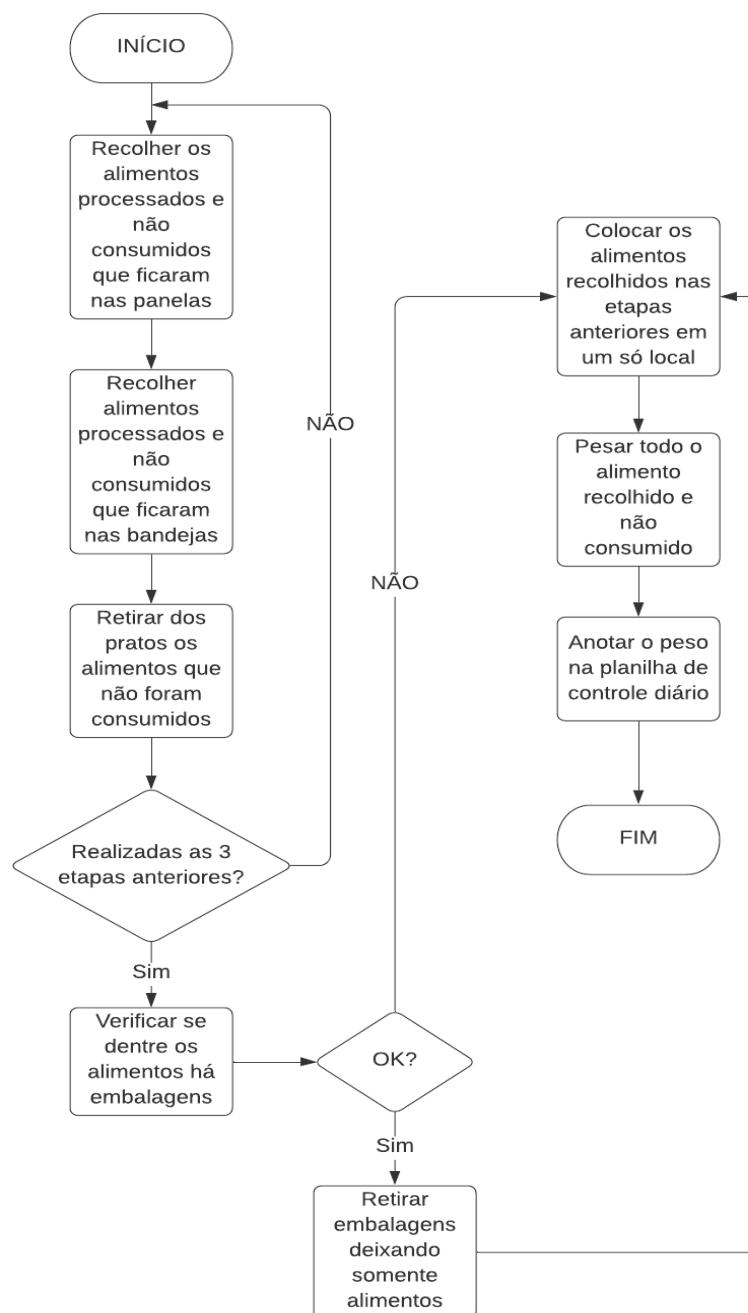 INÍCIO
Recolher os
alimentos
processados e
não
consumidos
que ficaram
nas panelas
Recolher
alimentos
processados e
não
consumidos
que ficaram
nas bandejas
NÃO
Retirar dos
pratos os
alimentos que
não foram
consumidos
Realizadas as 3
etapas anteriores?
Sim
Verificar se
dentre os
alimentos há
embalagens
OK?
NÃO
Sim
Retirar
embalagens
deixando
somente
alimentos
Colocar os
alimentos
recolhidos nas
etapas
anteriores em
um só local
Pesar todo o
alimento
recolhido e
não
consumido
Anotar o peso
na planilha de
controle diário
FIM